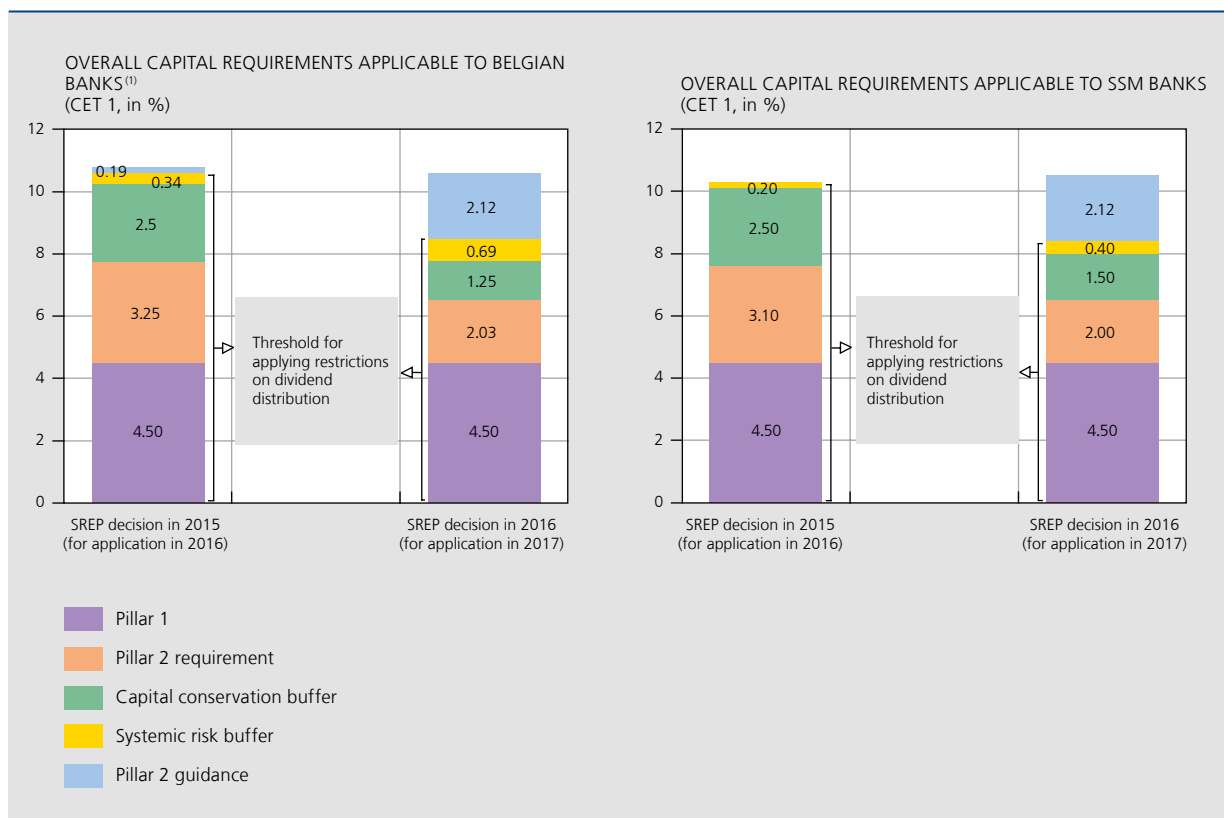 OVERALL CAPITAL REQUIREMENTS APPLICABLE TO BELGIAN
BANKS(1)
(CET 1, in %)
12
10
8
6
4
2
0
0.19
0.34
2.5
3.25
4.50
Threshold for
applying restrictions
on dividend
distribution
2.12
0.69
1.25
2.03
4.50
SREP decision in 2015
(for application in 2016)
SREP decision in 2016
(for application in 2017)
OVERALL CAPITAL REQUIREMENTS APPLICABLE TO SSM BANKS
(CET 1, in %)
12
10
8
6
4
2
0
0.20
2.50
3.10
4.50
Threshold for
applying restrictions
on dividend
distribution
2.12
0.40
1.50
2.00
4.50
SREP decision in 2015
(for application in 2016)
SREP decision in 2016
(for application in 2017)
Pillar 1
Pillar 2 requirement
Capital conservation buffer
Systemic risk buffer
Pillar 2 guidance